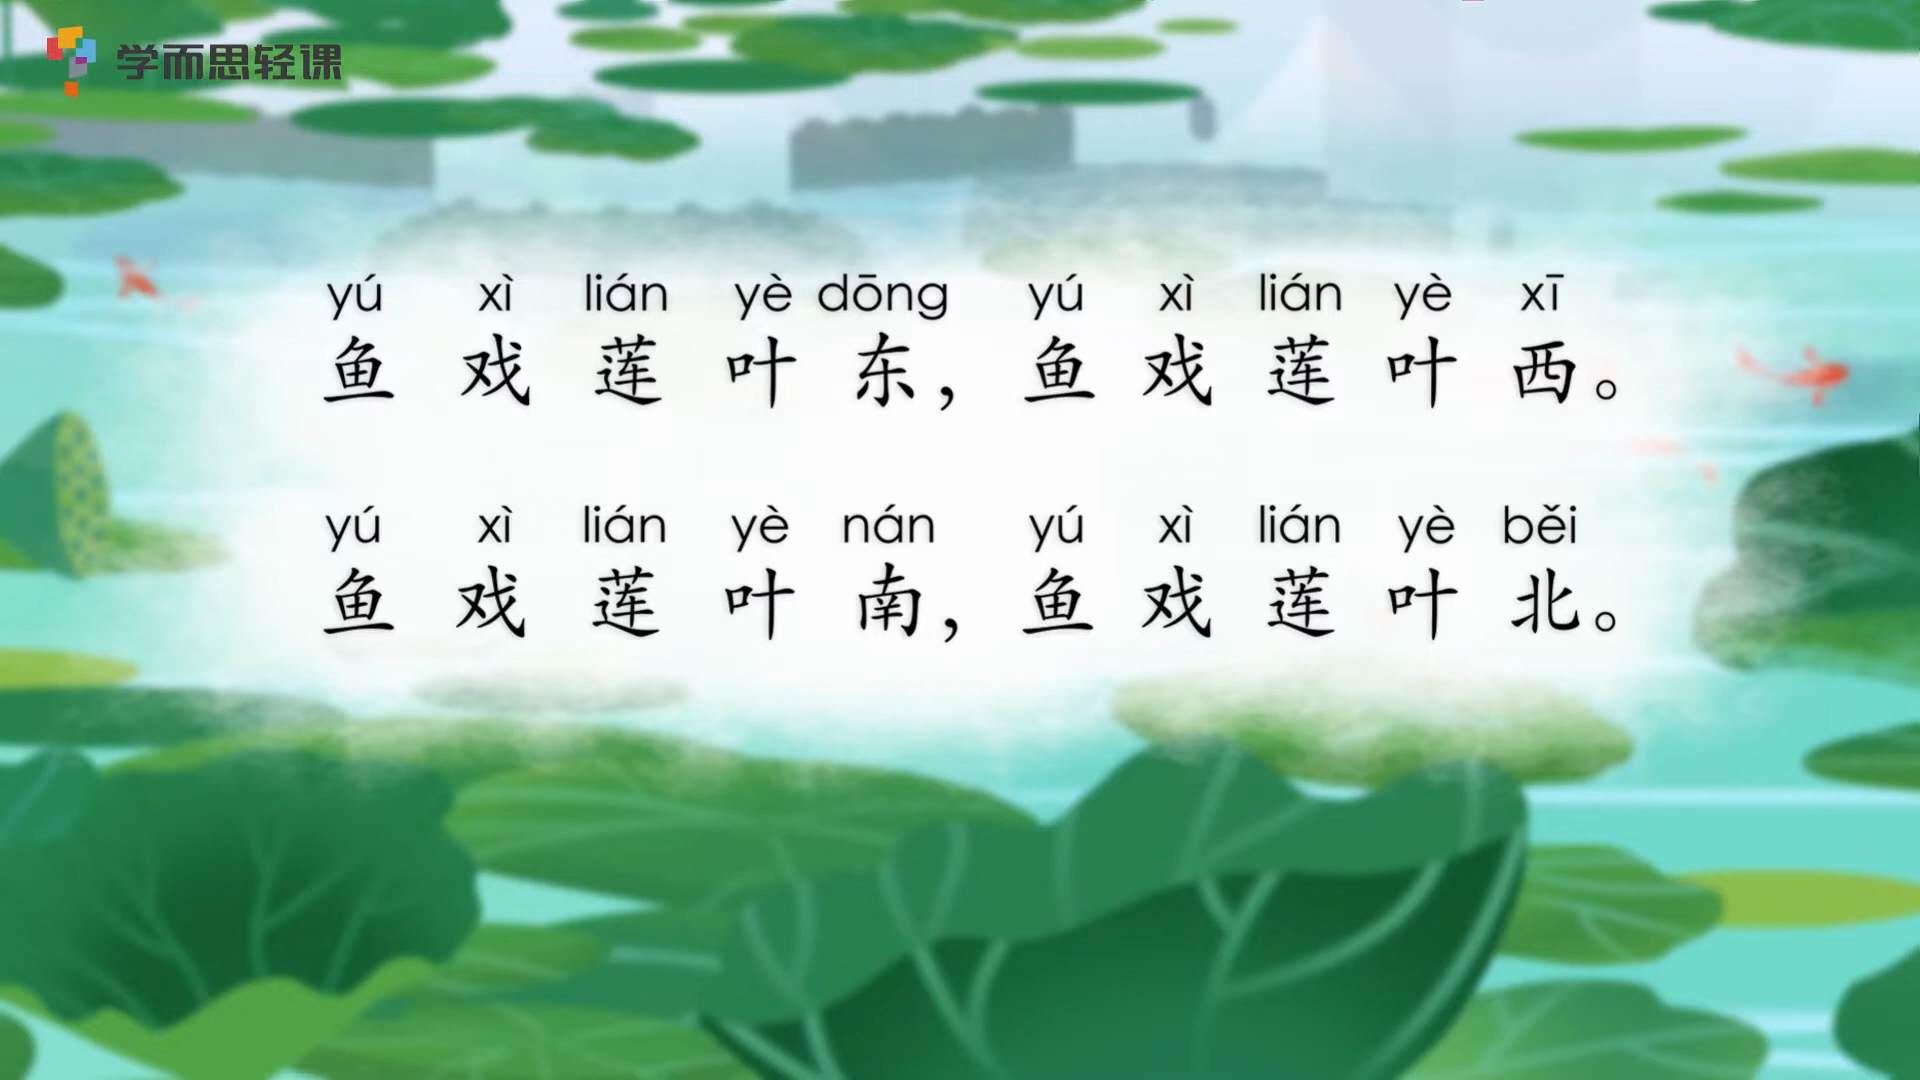 学而思轻课
yú xì lián yè dōng yú xì lián yè xī
鱼戏莲叶东，鱼戏莲叶西。
yú xì lián yè nán yú xì lián yè běi
鱼戏莲叶南，鱼戏莲叶北。